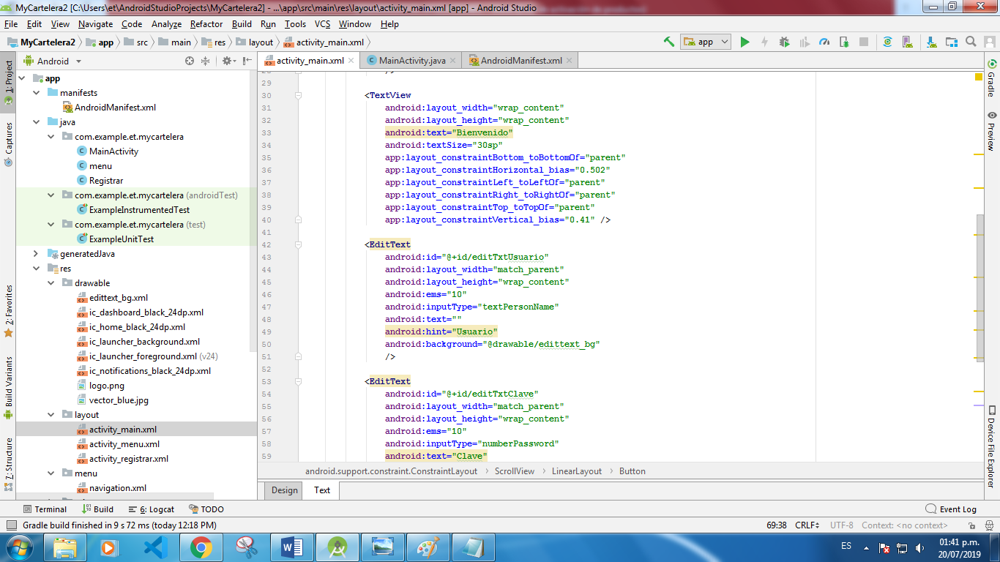 MyCartelera2 [C:\Users\et\AndroidStudioProjects\MyCartelera2] - ...\app\src\main\res\layout\activity_main.xml [app] - Android Studio
File Edit View Navigate Code Analyze Refactor Build Run Tools VCS Window Help
MyCartelera2 app src main res layout activity_main.xml app
Android activity_main.xml MainActivity.java AndroidManifest.xml
1: Project
Captures
2: Favorites
Build Variants
7: Structure
app
manifests
AndroidManifest.xml
java
com.example.et.mycartelera
MainActivity
menu
Registrar
com.example.et.mycartelera (androidTest)
ExampleInstrumentedTest
com.example.et.mycartelera (test)
ExampleUnitTest
generatedJava
res
drawable
edittext_bg.xml
ic_dashboard_black_24dp.xml
ic_home_black_24dp.xml
ic_launcher_background.xml
ic_launcher_foreground.xml (v24)
ic_notifications_black_24dp.xml
logo.png
vector_blue.jpg
layout
activity_main.xml
activity_menu.xml
activity_registrar.xml
menu
navigation.xml
29
30 <TextView
31 android:layout_width="wrap_content"
32 android:layout_height="wrap_content"
33 android:text="Bienvenido"
34 android:textSize="30sp"
35 app:layout_constraintBottom_toBottomOf="parent"
36 app:layout_constraintHorizontal_bias="0.502"
37 app:layout_constraintLeft_toLeftOf="parent"
38 app:layout_constraintRight_toRightOf="parent"
39 app:layout_constraintTop_toTopOf="parent"
40 app:layout_constraintVertical_bias="0.41" />
41
42 <EditText
43 android:id="@+id/editTxtUsuario"
44 android:layout_width="match_parent"
45 android:layout_height="wrap_content"
46 android:ems="10"
47 android:inputType="textPersonName"
48 android:text=""
49 android:hint="Usuario"
50 android:background="@drawable/edittext_bg"
51 />
52
53 <EditText
54 android:id="@+id/editTxtClave"
55 android:layout_width="match_parent"
56 android:layout_height="wrap_content"
57 android:ems="10"
58 android:inputType="numberPassword"
59 android:text="Clave"
Gradle
Preview
Device File Explorer
android.support.constraint.ConstraintLayout ScrollView LinearLayout Button
Design Text
Terminal Build 6: Logcat TODO Event Log
Gradle build finished in 9 s 72 ms (today 12:18 PM) 69:38 CRLF UTF-8 Context: <no context>
ES 01:41 p.m.
20/07/2019